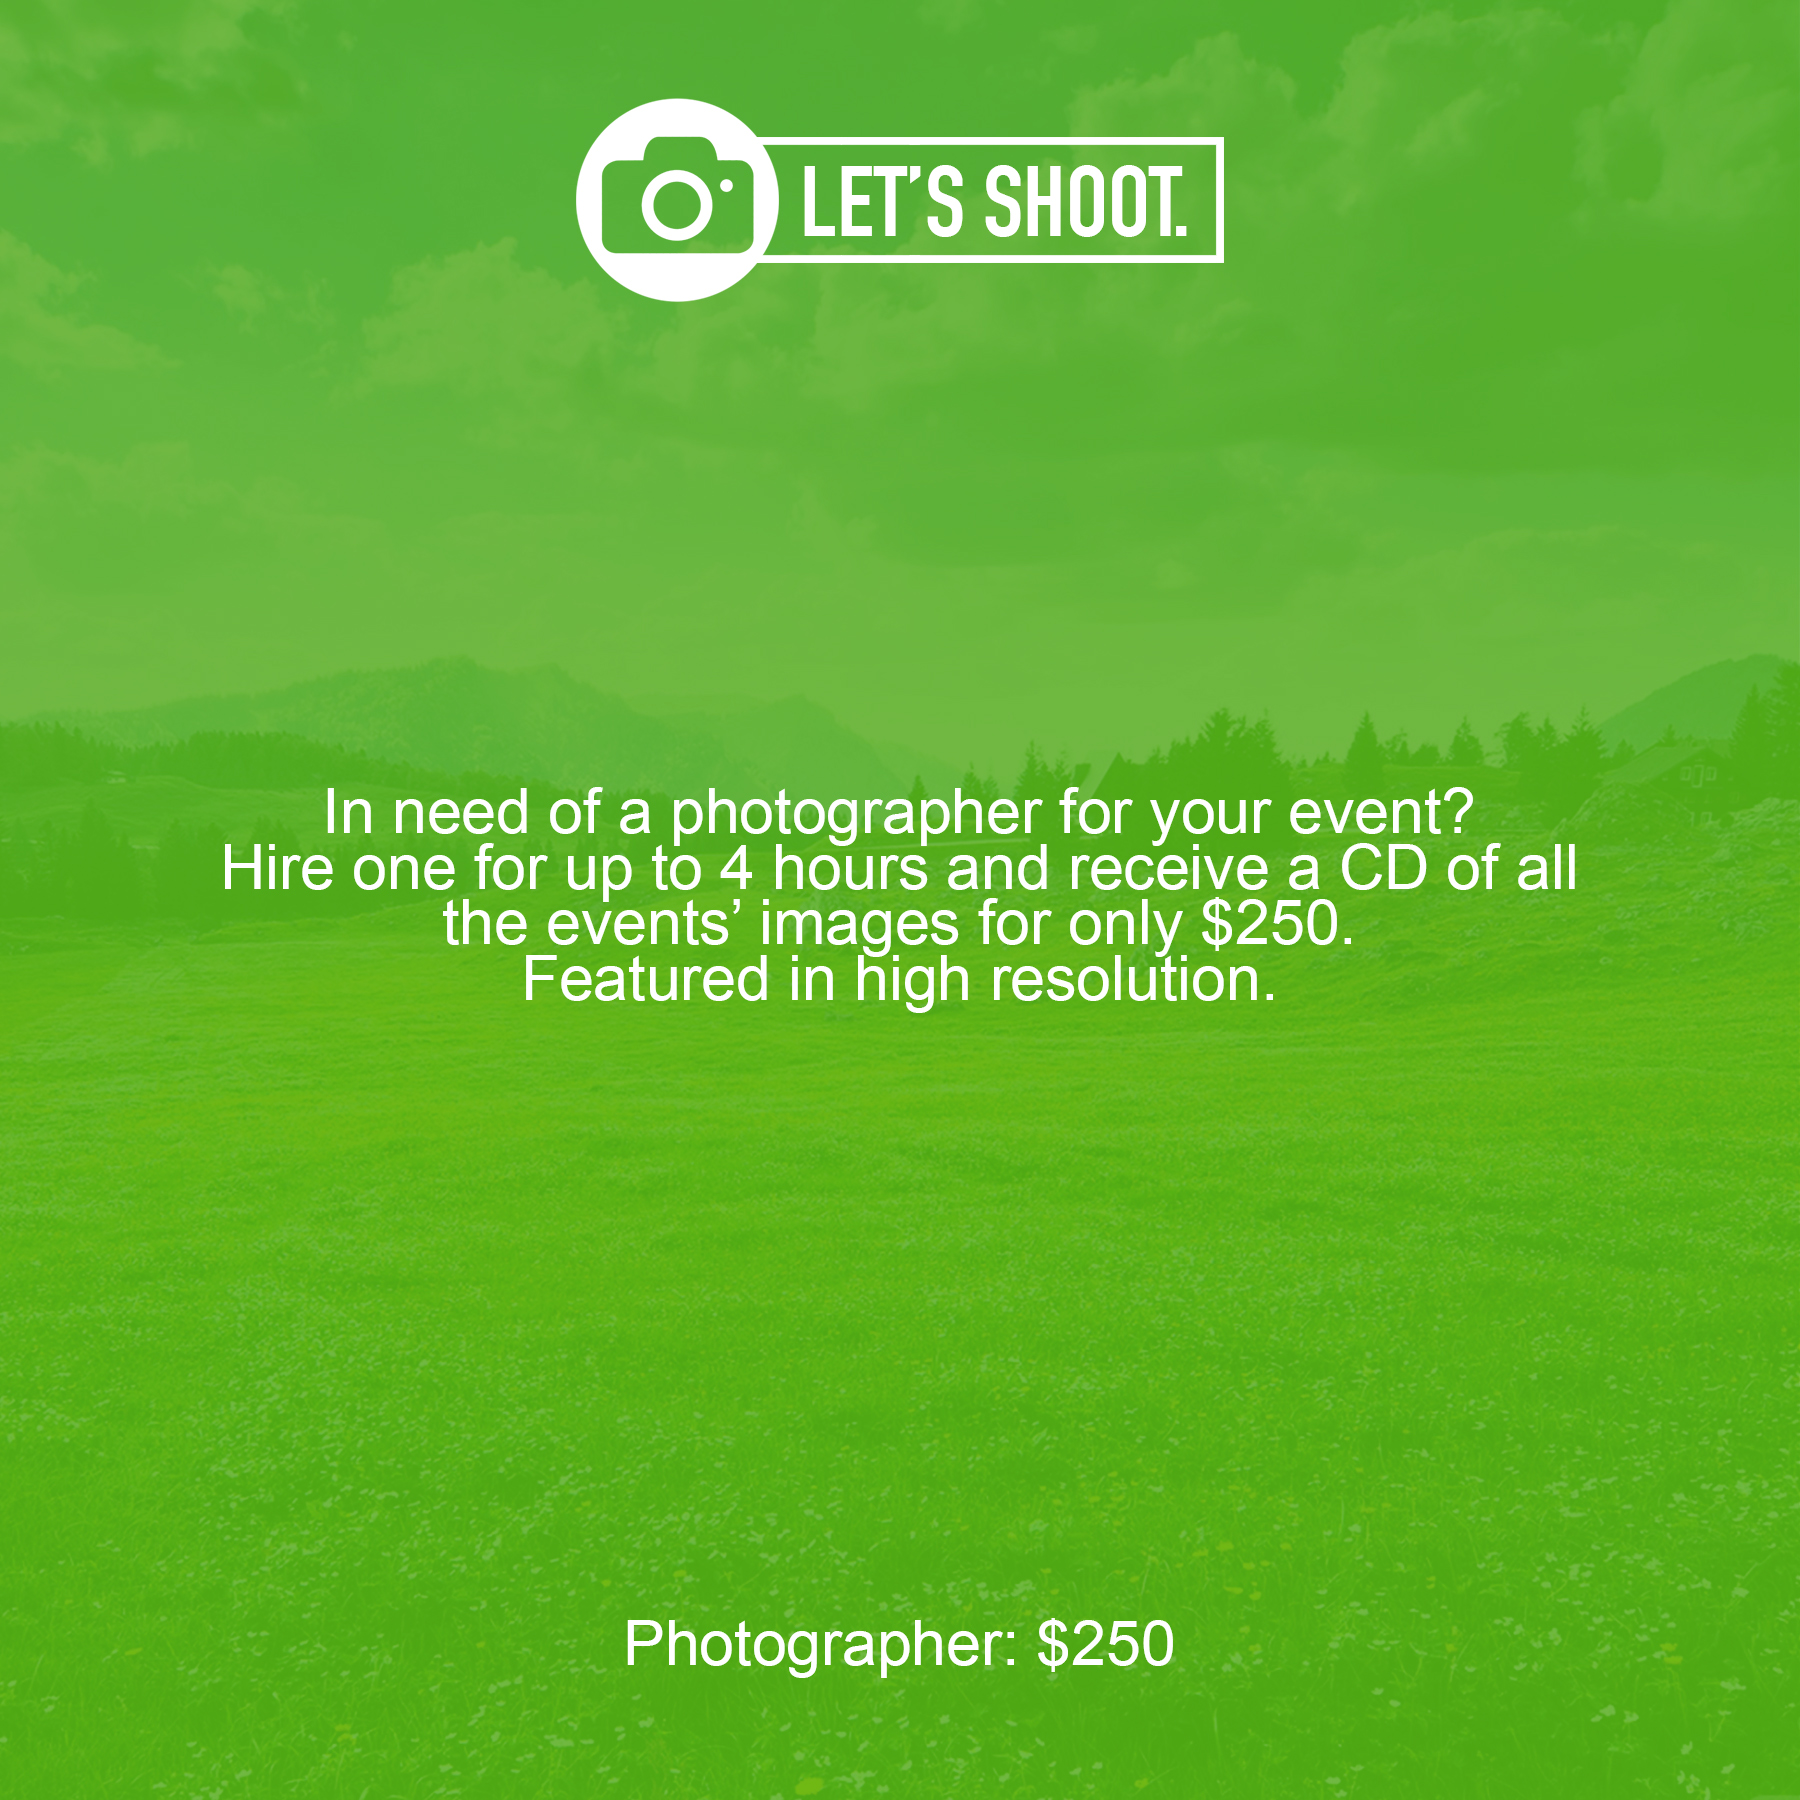 LET’S SHOOT.
In need of a photographer for your event?
Hire one for up to 4 hours and receive a CD of all
the events’ images for only $250.
Featured in high resolution.
Photographer: $250